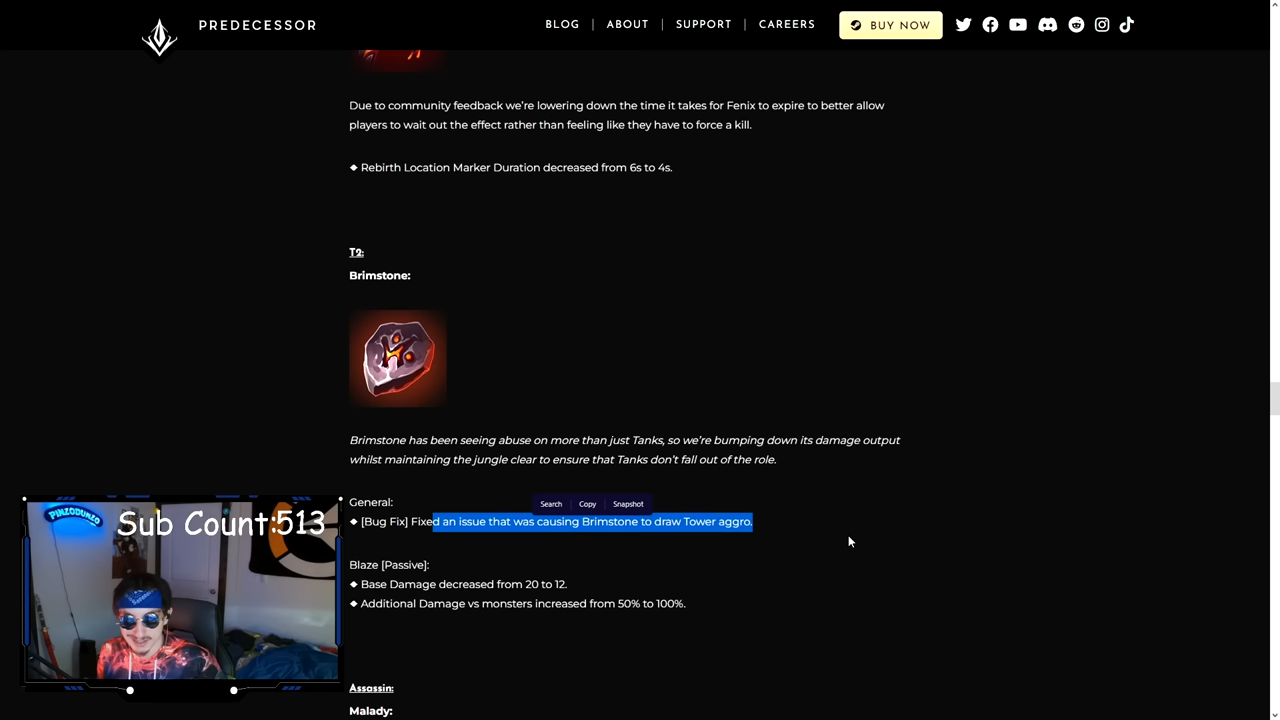 PREDECESSOR
BLOG
ABOUT
SUPPORT
CAREERS
BUY NOW
Due to community feedback we're lowering down the time it takes for Fenix to expire to better allow
players to wait out the effect rather than feeling like they have to force a kill.
◆ Rebirth Location Marker Duration decreased from 6s to 4s.
T2:
Brimstone:
Brimstone has been seeing abuse on more than just Tanks, so we're bumping down its damage output
whilst maintaining the jungle clear to ensure that Tanks don't fall out of the role.
Search
Copy
Snapshot
General:
◆ [Bug Fix] Fixed an issue that was causing Brimstone to draw Tower aggro.
Blaze [Passive]:
◆ Base Damage decreased from 20 to 12.
◆ Additional Damage vs monsters increased from 50% to 100%.
PINZODUNZO
Sub Count:513
Assassin:
Malady: